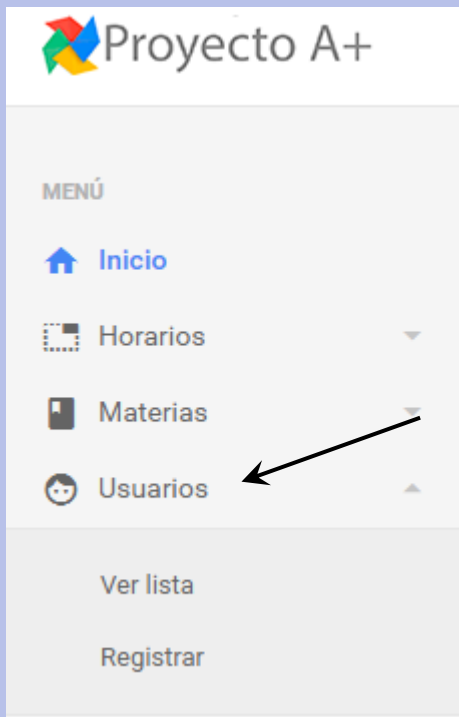 Proyecto A+
MENÚ
Inicio
Horarios
Materias
Usuarios
Ver lista
Registrar